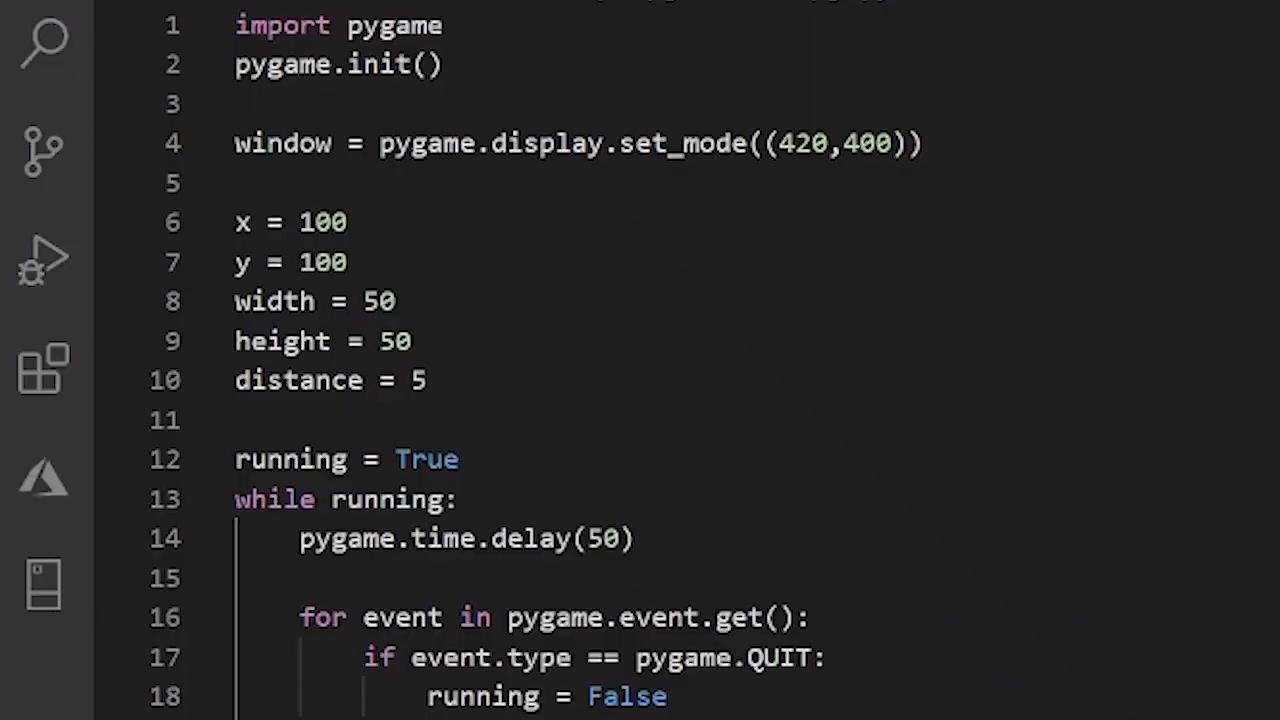 1 import pygame
2 pygame.init()
3
4 window = pygame.display.set_mode((420,400))
5
6 x = 100
7 y = 100
8 width = 50
9 height = 50
10 distance = 5
11
12 running = True
13 while running:
14     pygame.time.delay(50)
15
16     for event in pygame.event.get():
17         if event.type == pygame.QUIT:
18             running = False